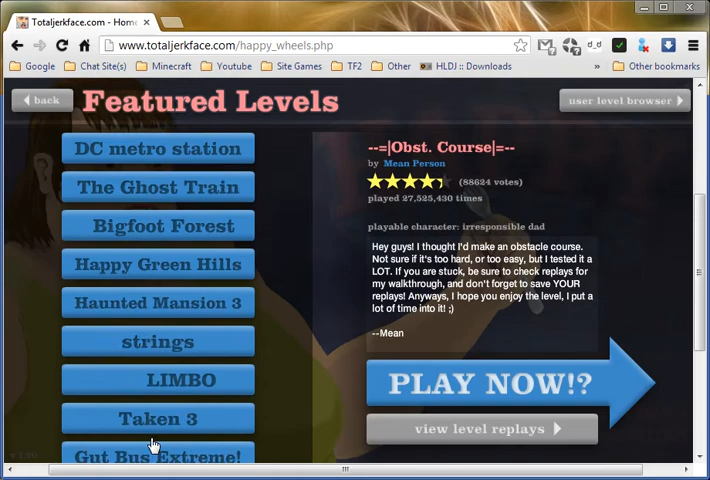 Totaljerkface.com - Hom
www.totaljerkface.com/happy_wheels.php
Google
Chat Site(s)
Minecraft
Youtube
Site Games
TF2
Other
HLDJ :: Downloads
»
Other bookmarks
back
Featured Levels
user level browser
DC metro station
The Ghost Train
Bigfoot Forest
Happy Green Hills
Haunted Mansion 3
strings
LIMBO
Taken 3
Gut Bus Extreme!
--=|Obst. Course|=--
by Mean Person
(88624 votes)
played 27,525,430 times
playable character: irresponsible dad
Hey guys! I thought I'd make an obstacle course.
Not sure if it's too hard, or too easy, but I tested it a
LOT. If you are stuck, be sure to check replays for
my walkthrough, and don't forget to save YOUR
replays! Anyways, I hope you enjoy the level, I put a
lot of time into it! ;)
--Mean
PLAY NOW!?
view level replays